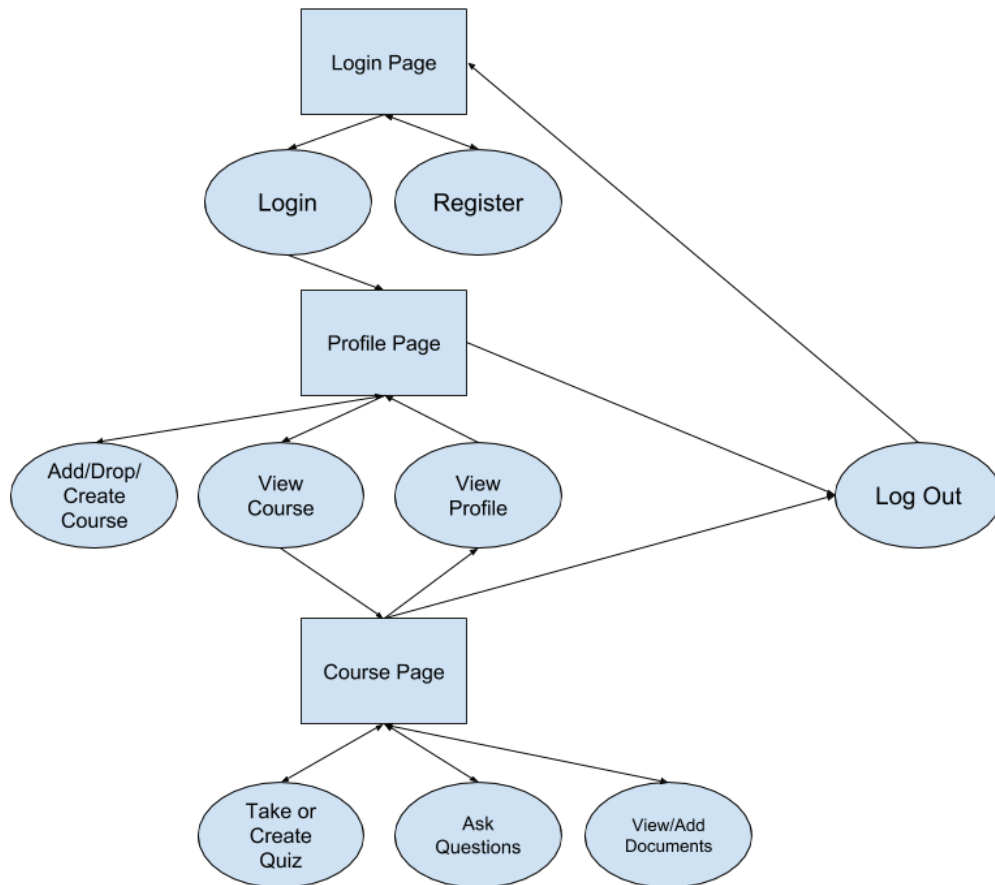 Login Page
Login
Register
Profile Page
Add/Drop/
Create
Course
View
Course
View
Profile
Log Out
Course Page
Take or
Create
Quiz
Ask
Questions
View/Add
Documents